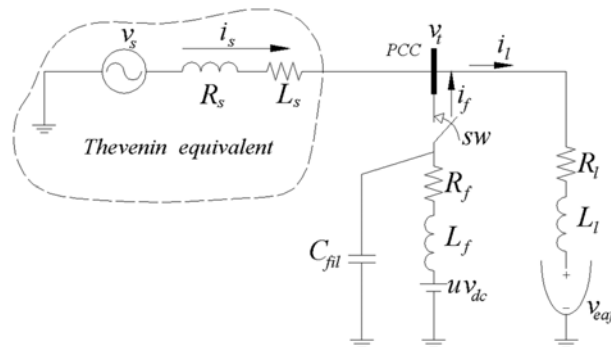 v_s
i_s
R_s
L_s
Thevenin equivalent
PCC
v_t
i_l
i_f
sw
R_f
L_f
C_fil
uv_dc
R_l
L_l
+
−
v_eaf